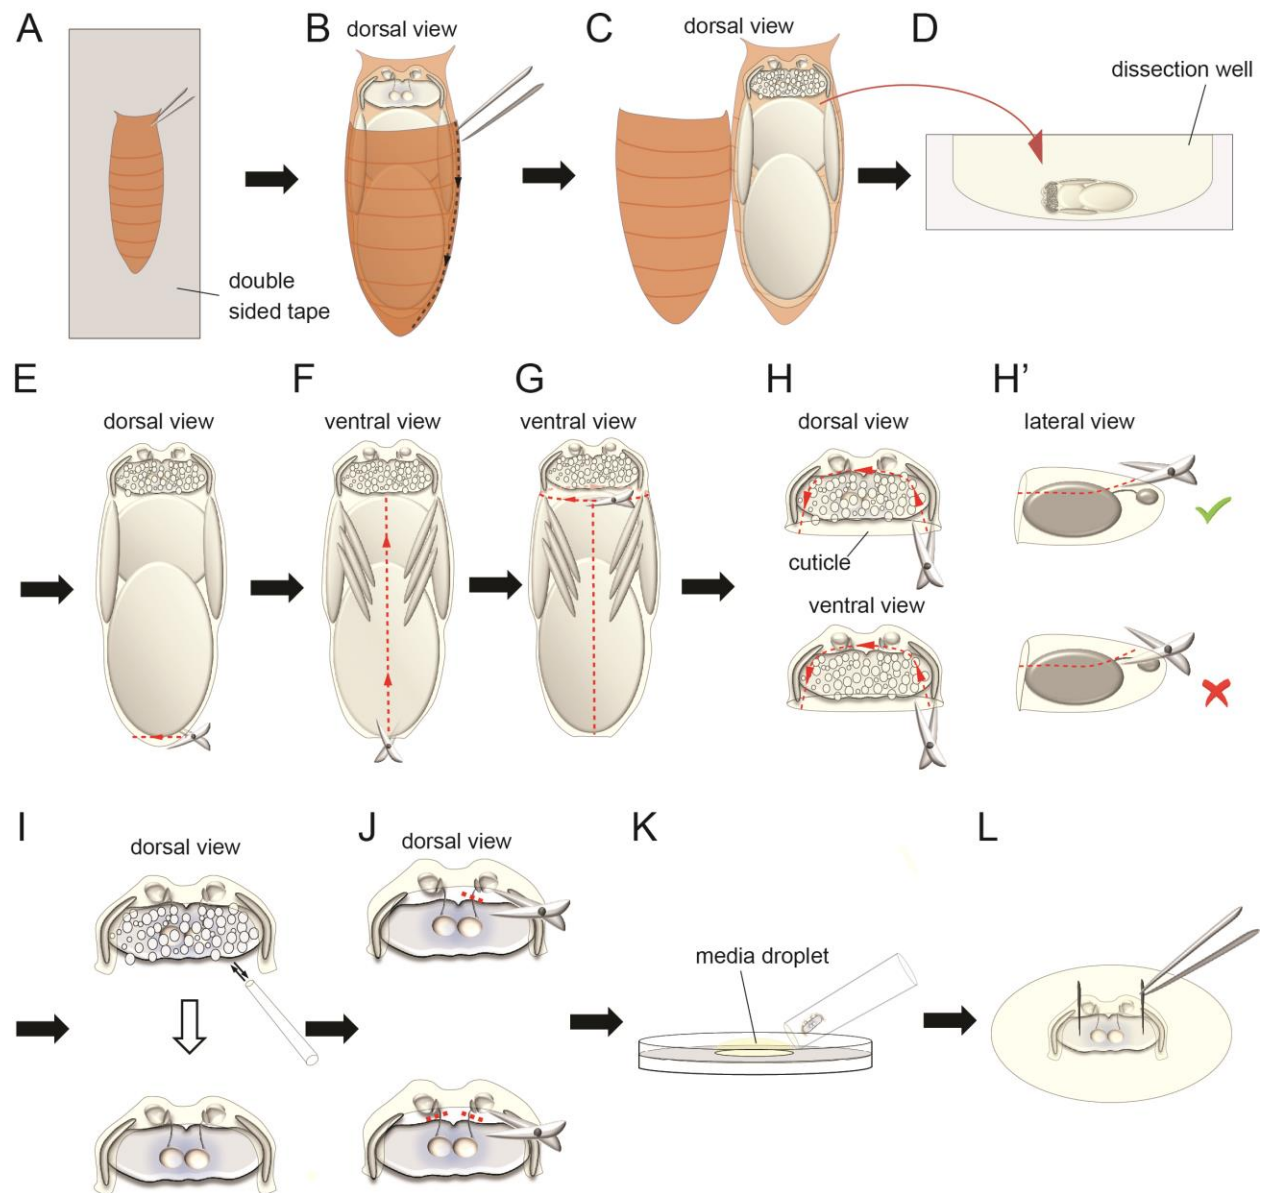 A
B
C
D
dorsal view
dorsal view
dissection well
double
sided tape
E
F
G
H
H’
dorsal view
ventral view
ventral view
dorsal view
lateral view
cuticle
ventral view
I
J
K
L
dorsal view
dorsal view
media droplet